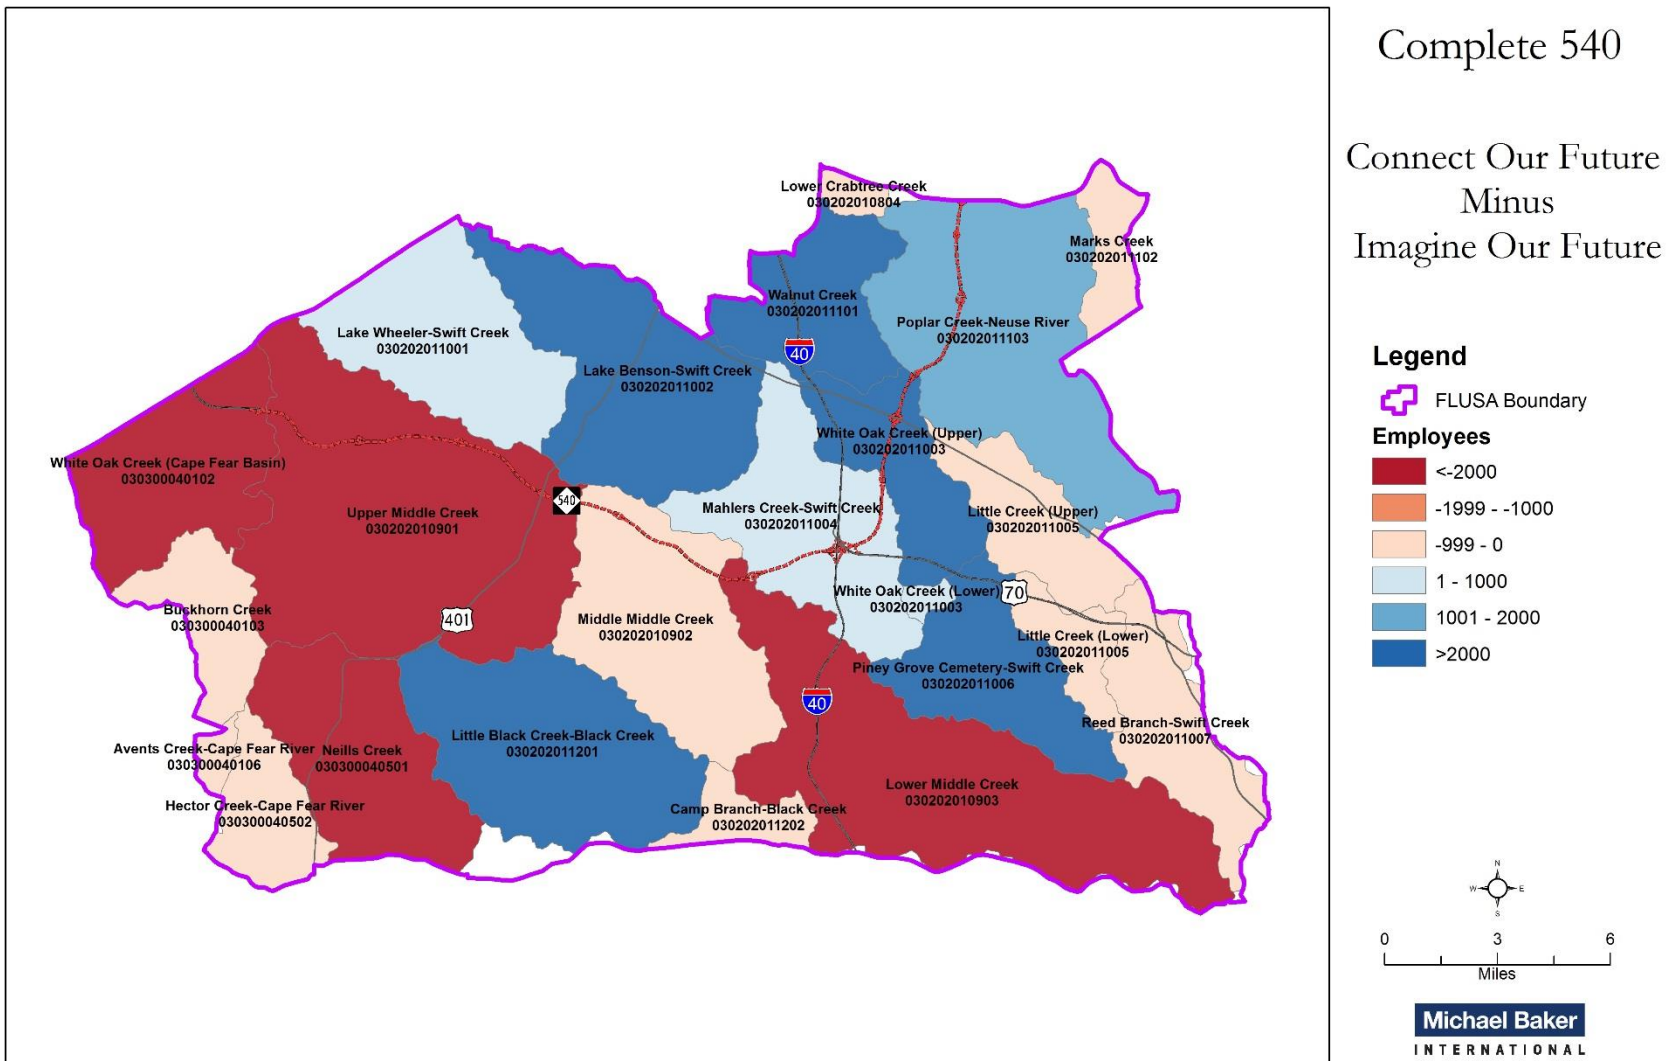 Complete 540
Connect Our Future
Minus
Imagine Our Future
Lower Crabtree Creek
030202010804
Marks Creek
030202011102
Walnut Creek
030202011101
Poplar Creek-Neuse River
030202011103
Lake Wheeler-Swift Creek
030202011001
40
Lake Benson-Swift Creek
030202011002
White Oak Creek (Upper)
030202011003
White Oak Creek (Cape Fear Basin)
030300040102
540
Upper Middle Creek
030202010901
Mahlers Creek-Swift Creek
030202011004
Little Creek (Upper)
030202011005
White Oak Creek (Lower)
030202011003
70
Buckhorn Creek
030300040103
401
Middle Middle Creek
030202010902
Little Creek (Lower)
030202011005
Piney Grove Cemetery-Swift Creek
030202011006
40
Reed Branch-Swift Creek
030202011007
Little Black Creek-Black Creek
030202011201
Avents Creek-Cape Fear River
030300040106
Neills Creek
030300040501
Lower Middle Creek
030202010903
Hector Creek-Cape Fear River
030300040502
Camp Branch-Black Creek
030202011202
Legend
FLUSA Boundary
Employees
<-2000
-1999 - -1000
-999 - 0
1 - 1000
1001 - 2000
>2000
N
W E
S
0 3 6
Miles
Michael Baker
INTERNATIONAL